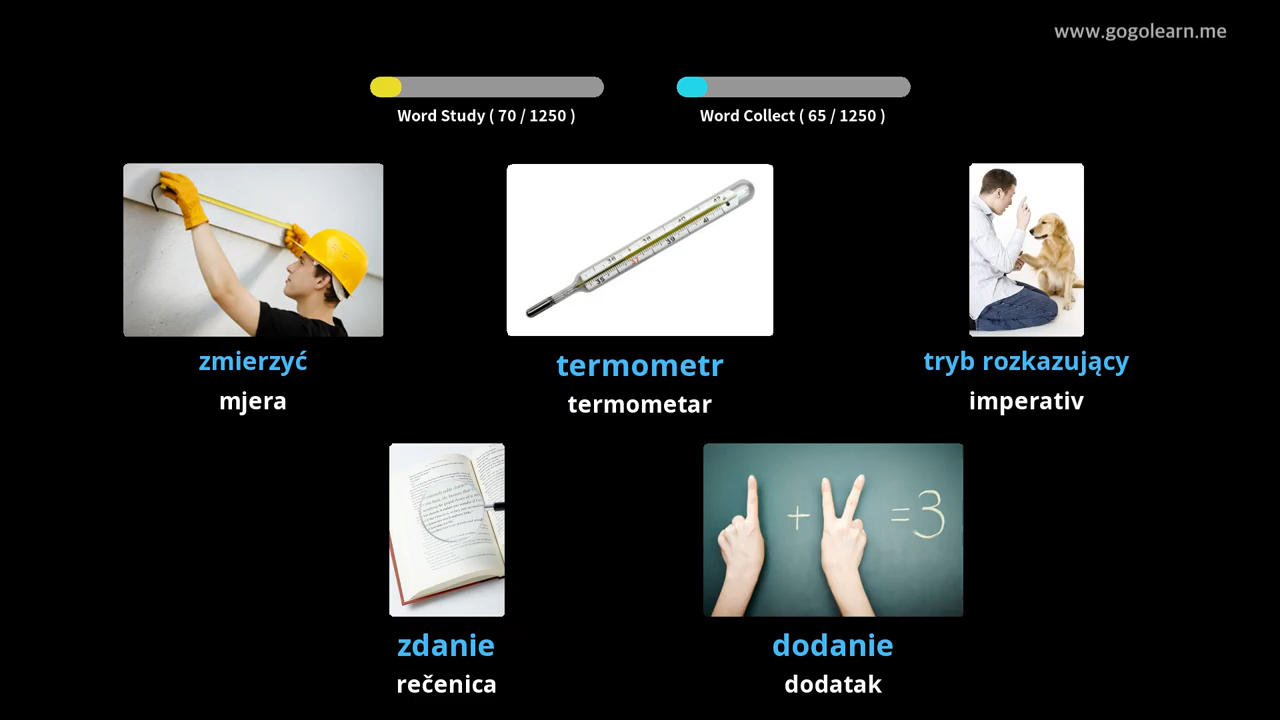 www.gogolearn.me
Word Study ( 70 / 1250 )
Word Collect ( 65 / 1250 )
zmierzyć
termometr
tryb rozkazujący
mjera
termometar
imperativ
+ =3
zdanie
dodanie
rečenica
dodatak